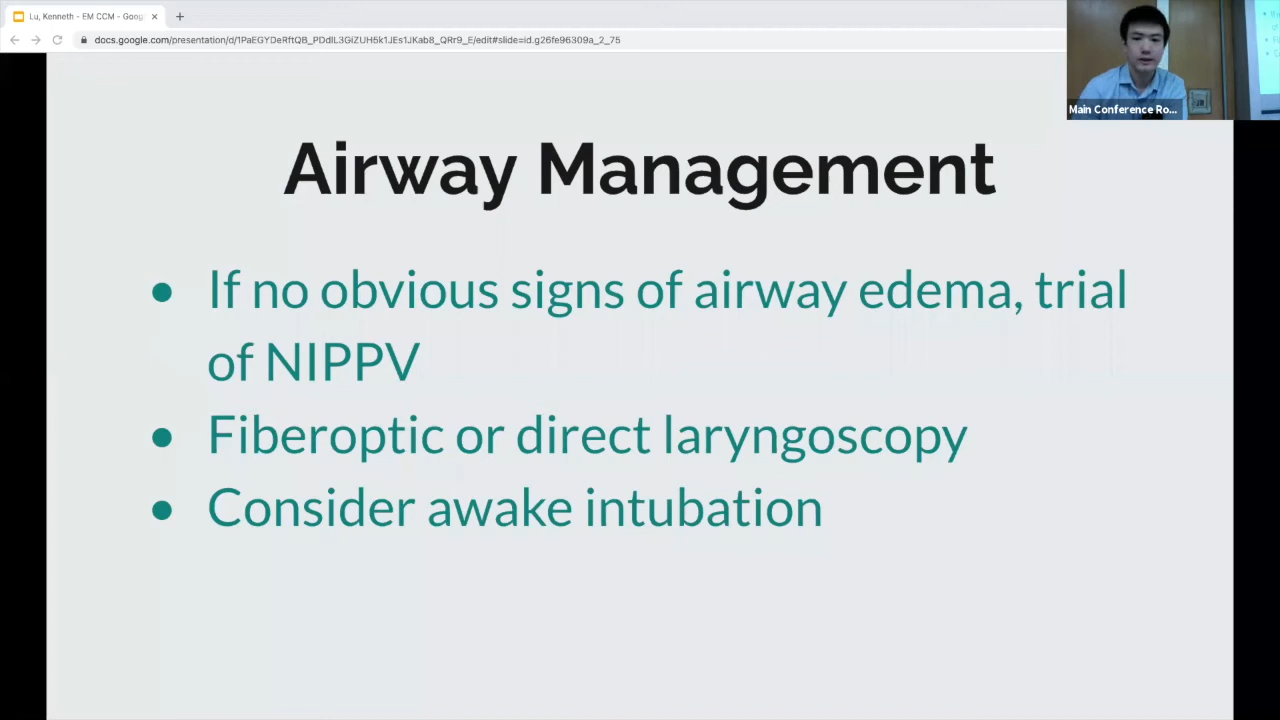 Lu, Kenneth - EM CCM - Goog
docs.google.com/presentation/d/1PaEGYDeRftQB_PDdlL3GiZUH5k1JEs1JKab8_QRr9_E/edit#slide=id.g26fe96309a_2_75
Main Conference Ro...
Airway Management
● If no obvious signs of airway edema, trial
of NIPPV
● Fiberoptic or direct laryngoscopy
● Consider awake intubation